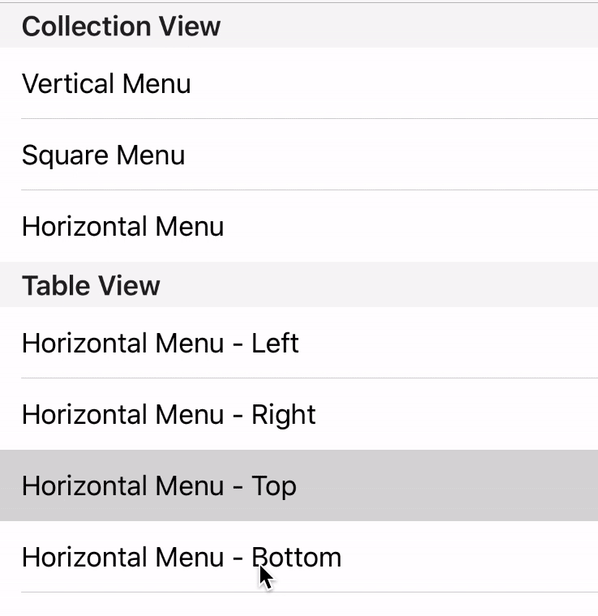 Collection View
Vertical Menu
Square Menu
Horizontal Menu
Table View
Horizontal Menu - Left
Horizontal Menu - Right
Horizontal Menu - Top
Horizontal Menu - Bottom